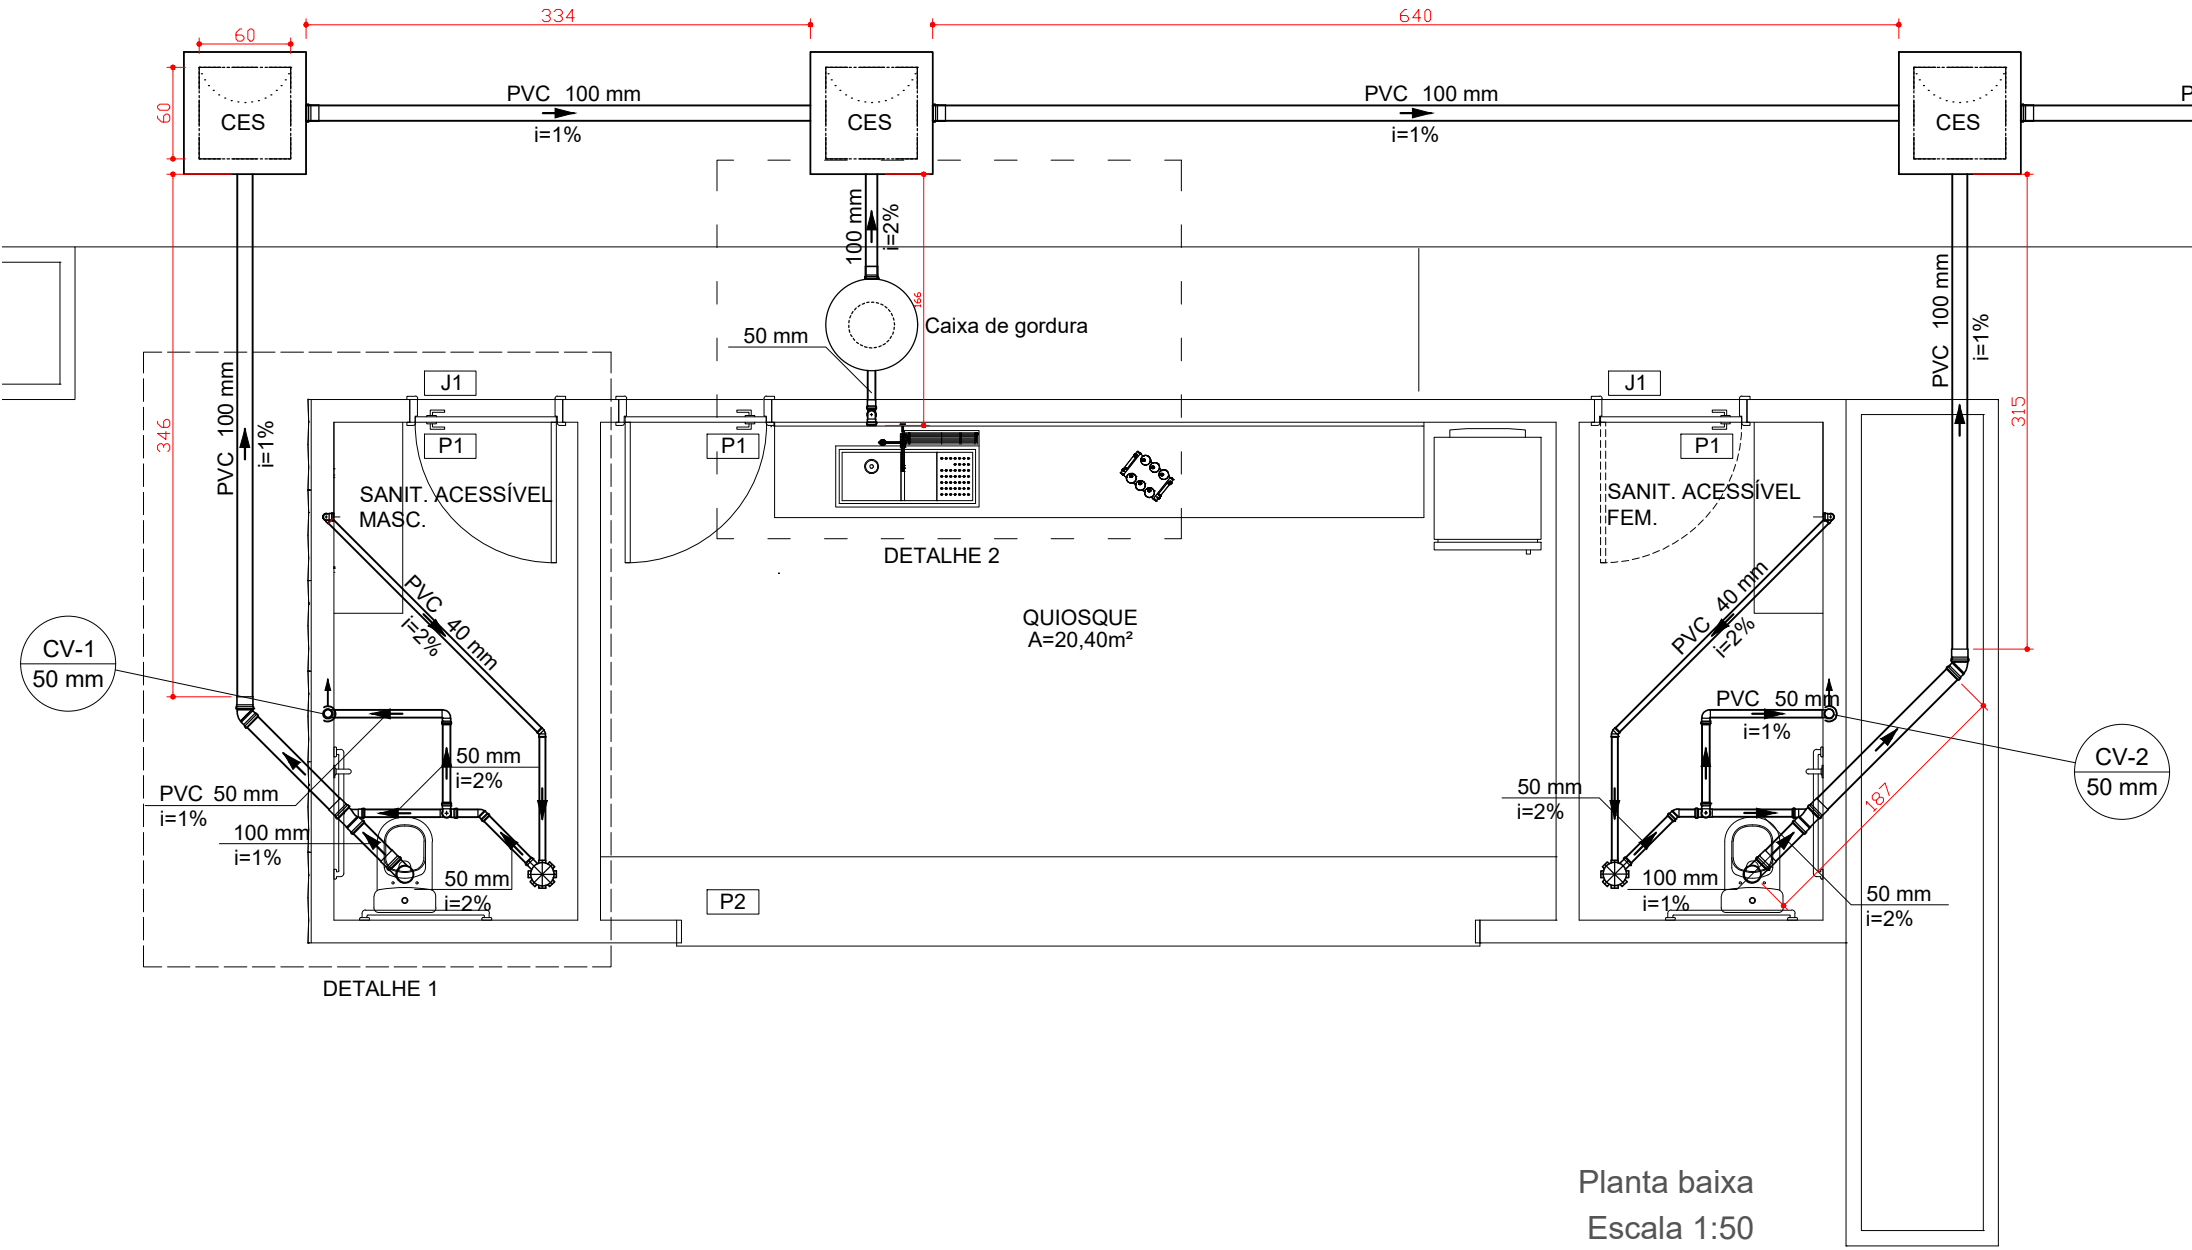 334
640
60
60
CES
PVC 100 mm
i=1%
CES
PVC 100 mm
i=1%
CES
P
100 mm
i=2%
166
Caixa de gordura
50 mm
PVC 100 mm
i=1%
346
PVC 100 mm
i=1%
315
J1
P1
P1
J1
P1
SANIT. ACESSÍVEL
MASC.
SANIT. ACESSÍVEL
FEM.
DETALHE 2
PVC 40 mm
i=2%
QUIOSQUE
A=20,40m²
PVC 40 mm
i=2%
CV-1
50 mm
PVC 50 mm
i=1%
50 mm
i=2%
CV-2
50 mm
PVC 50 mm
i=1%
50 mm
i=2%
187
100 mm
i=1%
50 mm
i=2%
100 mm
i=1%
50 mm
i=2%
P2
DETALHE 1
Planta baixa
Escala 1:50